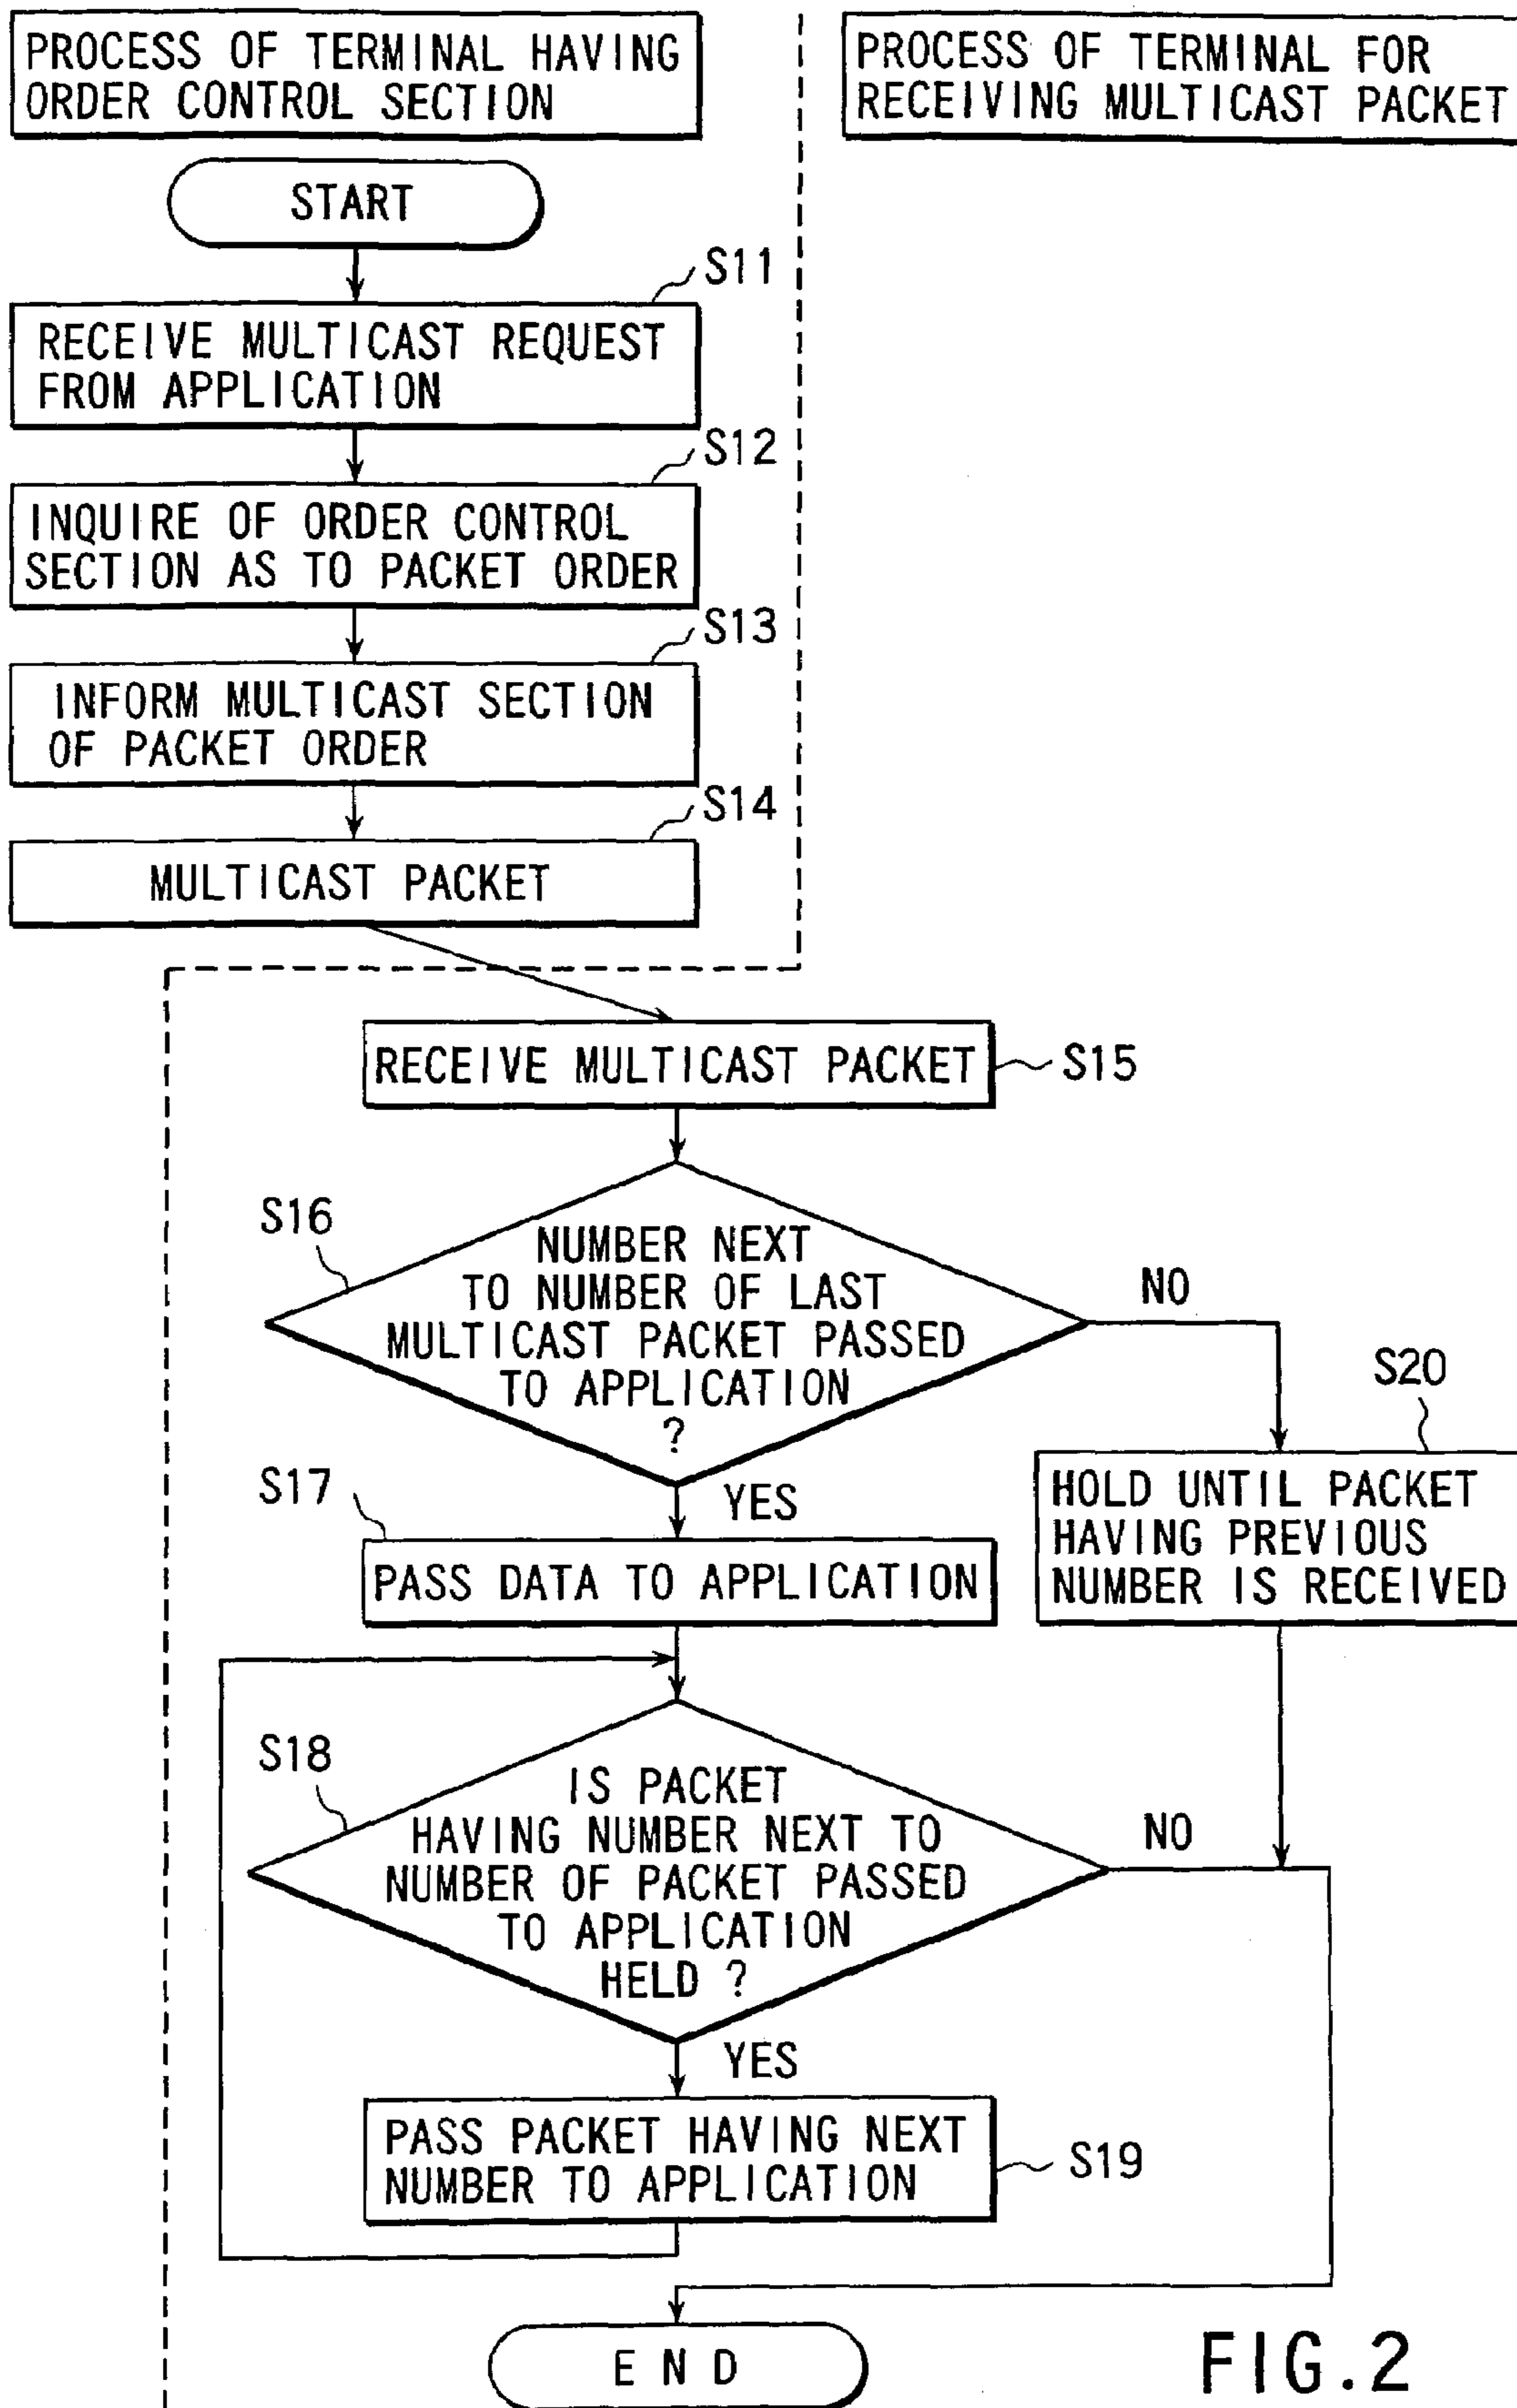 PROCESS OF TERMINAL HAVING
ORDER CONTROL SECTION
PROCESS OF TERMINAL FOR
RECEIVING MULTICAST PACKET
START
S11
RECEIVE MULTICAST REQUEST
FROM APPLICATION
S12
INQUIRE OF ORDER CONTROL
SECTION AS TO PACKET ORDER
S13
INFORM MULTICAST SECTION
OF PACKET ORDER
S14
MULTICAST PACKET
RECEIVE MULTICAST PACKET
S15
S16
NUMBER NEXT
TO NUMBER OF LAST
MULTICAST PACKET PASSED
TO APPLICATION
?
NO
S20
HOLD UNTIL PACKET
HAVING PREVIOUS
NUMBER IS RECEIVED
YES
S17
PASS DATA TO APPLICATION
S18
IS PACKET
HAVING NUMBER NEXT TO
NUMBER OF PACKET PASSED
TO APPLICATION
HELD ?
NO
YES
PASS PACKET HAVING NEXT
NUMBER TO APPLICATION
S19
END
FIG.2